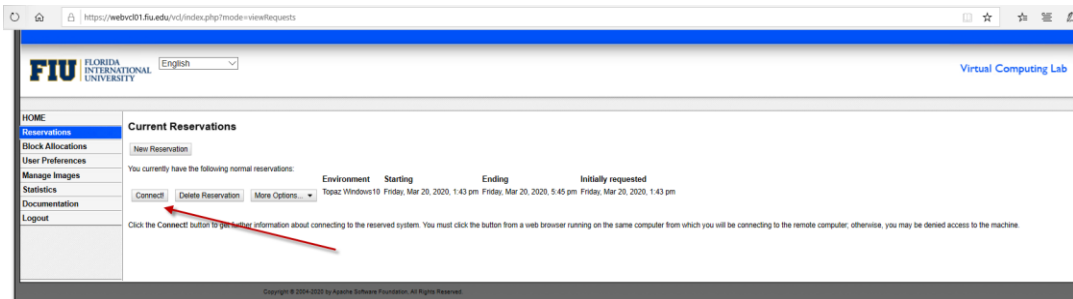 https://webvcl01.fiu.edu/vcl/index.php?mode=viewRequests
FIU FLORIDA
INTERNATIONAL
UNIVERSITY
English
Virtual Computing Lab
HOME
Reservations
Block Allocations
User Preferences
Manage Images
Statistics
Documentation
Logout
Current Reservations
New Reservation
You currently have the following normal reservations:
Environment Starting Ending Initially requested
Connect! Delete Reservation More Options... Topaz Windows10 Friday, Mar 20, 2020, 1:43 pm Friday, Mar 20, 2020, 5:45 pm Friday, Mar 20, 2020, 1:43 pm
Click the Connect! button to get further information about connecting to the reserved system. You must click the button from a web browser running on the same computer from which you will be connecting to the remote computer; otherwise, you may be denied access to the machine.
Copyright © 2004-2020 by Apache Software Foundation. All Rights Reserved.